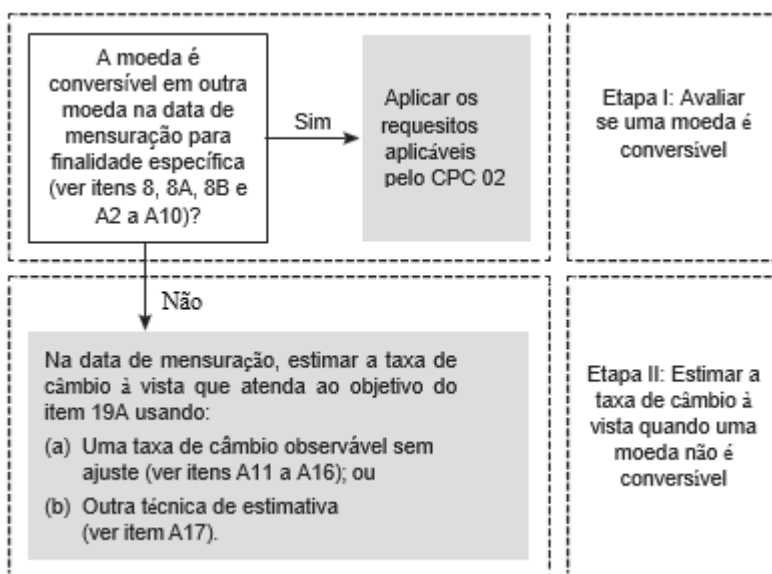 A moeda é
conversível em outra
moeda na data de
mensuração para
finalidade específica
(ver itens 8, 8A, 8B e
A2 a A10)?
Sim
Aplicar os
requesitos
aplicáveis
pelo CPC 02
Etapa I: Avaliar
se uma moeda é
conversível
Não
Na data de mensuração, estimar a taxa de
câmbio à vista que atenda ao objetivo do
item 19A usando:
(a) Uma taxa de câmbio observável sem
ajuste (ver itens A11 a A16); ou
(b) Outra técnica de estimativa
(ver item A17).
Etapa II: Estimar a
taxa de câmbio à
vista quando uma
moeda não é
conversível